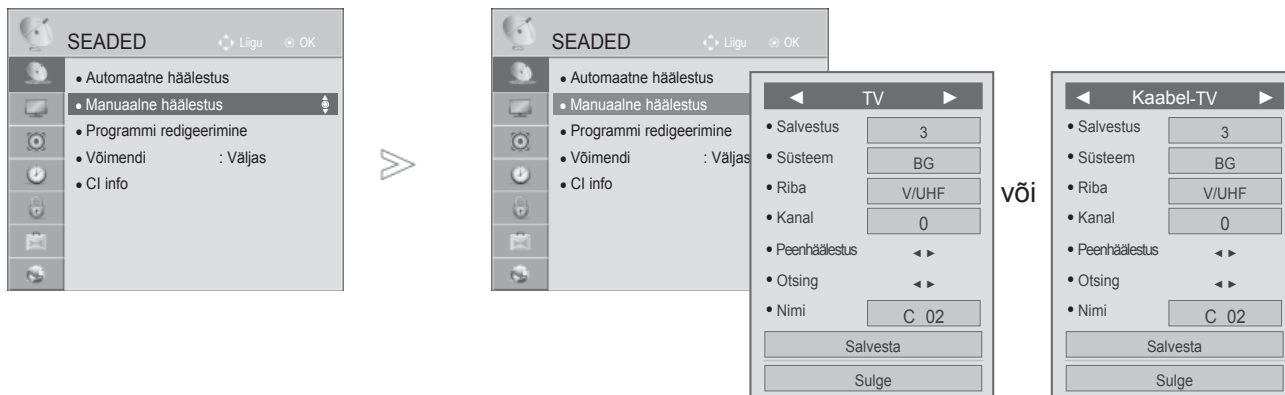 SEADED Liigu OK
Automaatne häälestus
Manuaalne häälestus
Programmi redigeerimine
Võimendi : Väljas
CI info
SEADED Liigu OK
Automaatne häälestus
Manuaalne häälestus
Programmi redigeerimine
Võimendi : Väljas
CI info
TV
Salvestus 3
Süsteem BG
Riba V/UHF
Kanal 0
Peenhäälestus
Otsing
Nimi C 02
Salvesta
Sulge
või
Kaabel-TV
Salvestus 3
Süsteem BG
Riba V/UHF
Kanal 0
Peenhäälestus
Otsing
Nimi C 02
Salvesta
Sulge